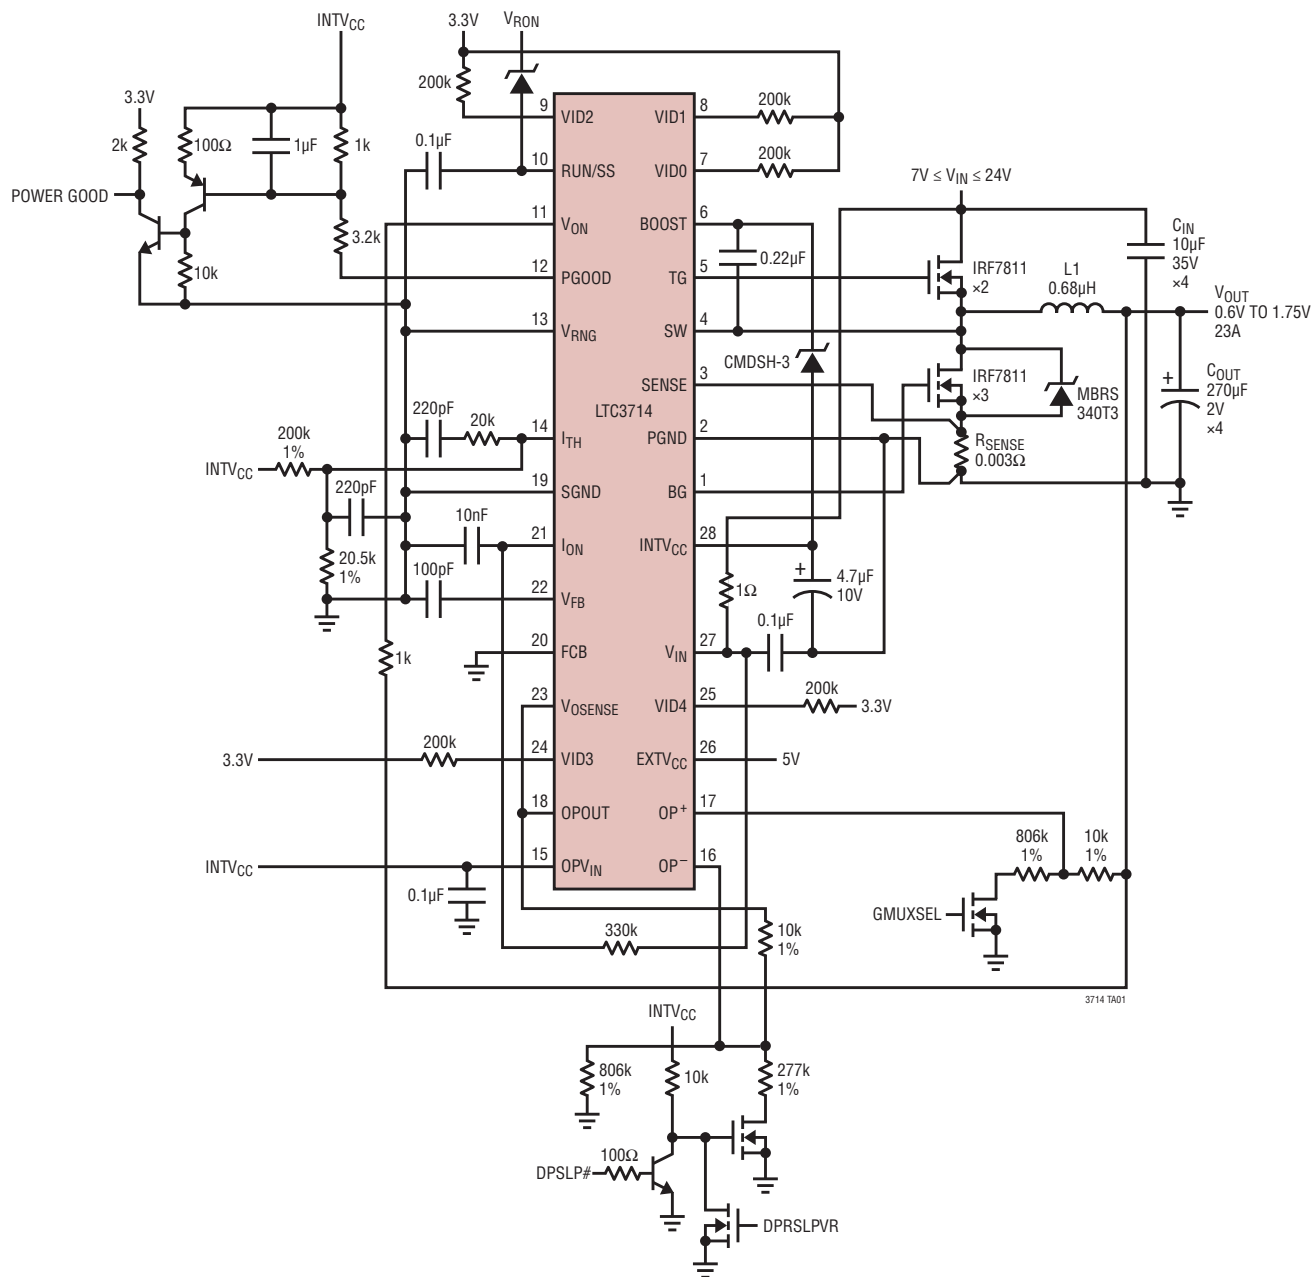 INTVCC
3.3V
VRON
3.3V
200k
2k
100Ω
1µF
1k
0.1µF
POWER GOOD
3.2k
10k
9
VID2
10
RUN/SS
11
VON
12
PGOOD
13
VRNG
14
ITH
19
SGND
21
ION
22
VFB
20
FCB
23
VOSENSE
24
VID3
18
OPOUT
15
OPVIN
LTC3714
VID1
8
VID0
7
BOOST
6
TG
5
SW
4
SENSE
3
PGND
2
BG
1
INTVCC
28
VIN
27
VID4
25
EXTVCC
26
OP+
17
OP−
16
200k
200k
7V ≤ VIN ≤ 24V
0.22µF
IRF7811
×2
L1
0.68µH
CIN
10µF
35V
×4
VOUT
0.6V TO 1.75V
23A
CMDSH-3
IRF7811
×3
MBRS
340T3
COUT
270µF
2V
×4
RSENSE
0.003Ω
220pF
20k
200k
1%
INTVCC
220pF
10nF
20.5k
1%
100pF
1Ω
4.7µF
10V
0.1µF
1k
200k
3.3V
3.3V
200k
5V
INTVCC
0.1µF
806k
1%
10k
1%
GMUXSEL
330k
10k
1%
3714 TA01
INTVCC
806k
1%
10k
277k
1%
DPSLP#
100Ω
DPRSLPVR